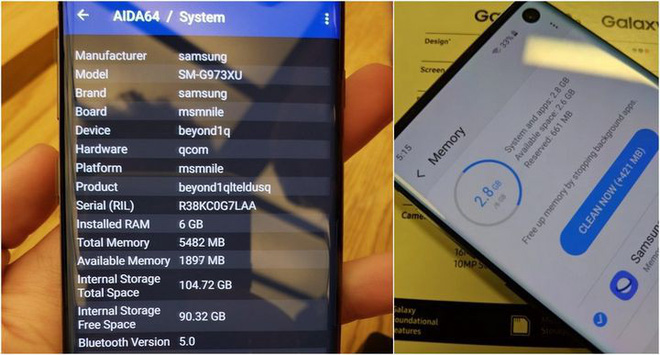 AIDA64 / System
Manufacturer samsung
Model SM-G973XU
Brand samsung
Board msmnile
Device beyond1q
Hardware qcom
Platform msmnile
Product beyond1qlteldusq
Serial (RIL) R38KC0G7LAA
Installed RAM 6 GB
Total Memory 5482 MB
Available Memory 1897 MB
Internal Storage Total Space 104.72 GB
Internal Storage Free Space 90.32 GB
Bluetooth Version 5.0
Galaxy
Design
Screen
33%
5:15
Memory
2.8 GB
System and apps: 2.8 GB
Available space: 2.6 GB
Reserved: 661 MB
Free up memory by stopping background apps.
CLEAN NOW (+421 MB)
Samsung
Galaxy
Foundational
Features